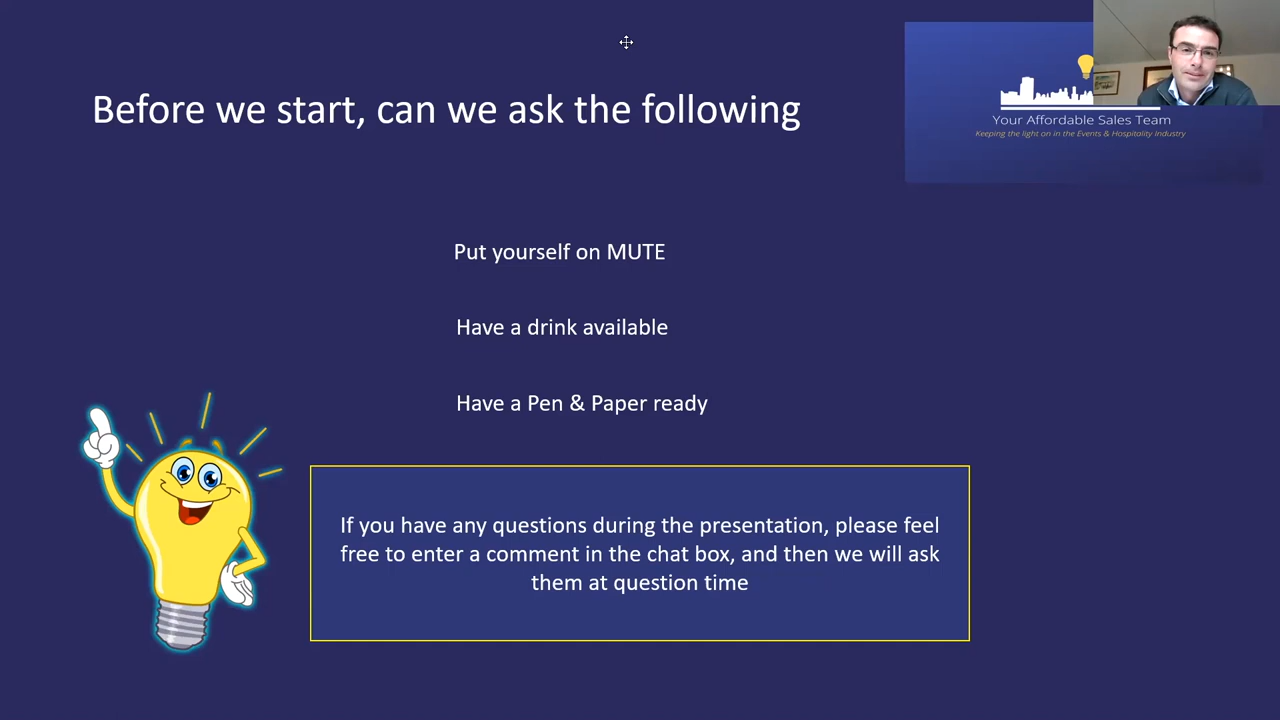 Before we start, can we ask the following
Your Affordable Sales Team
Keeping the light on in the Events & Hospitality Industry
Put yourself on MUTE
Have a drink available
Have a Pen & Paper ready
If you have any questions during the presentation, please feel
free to enter a comment in the chat box, and then we will ask
them at question time